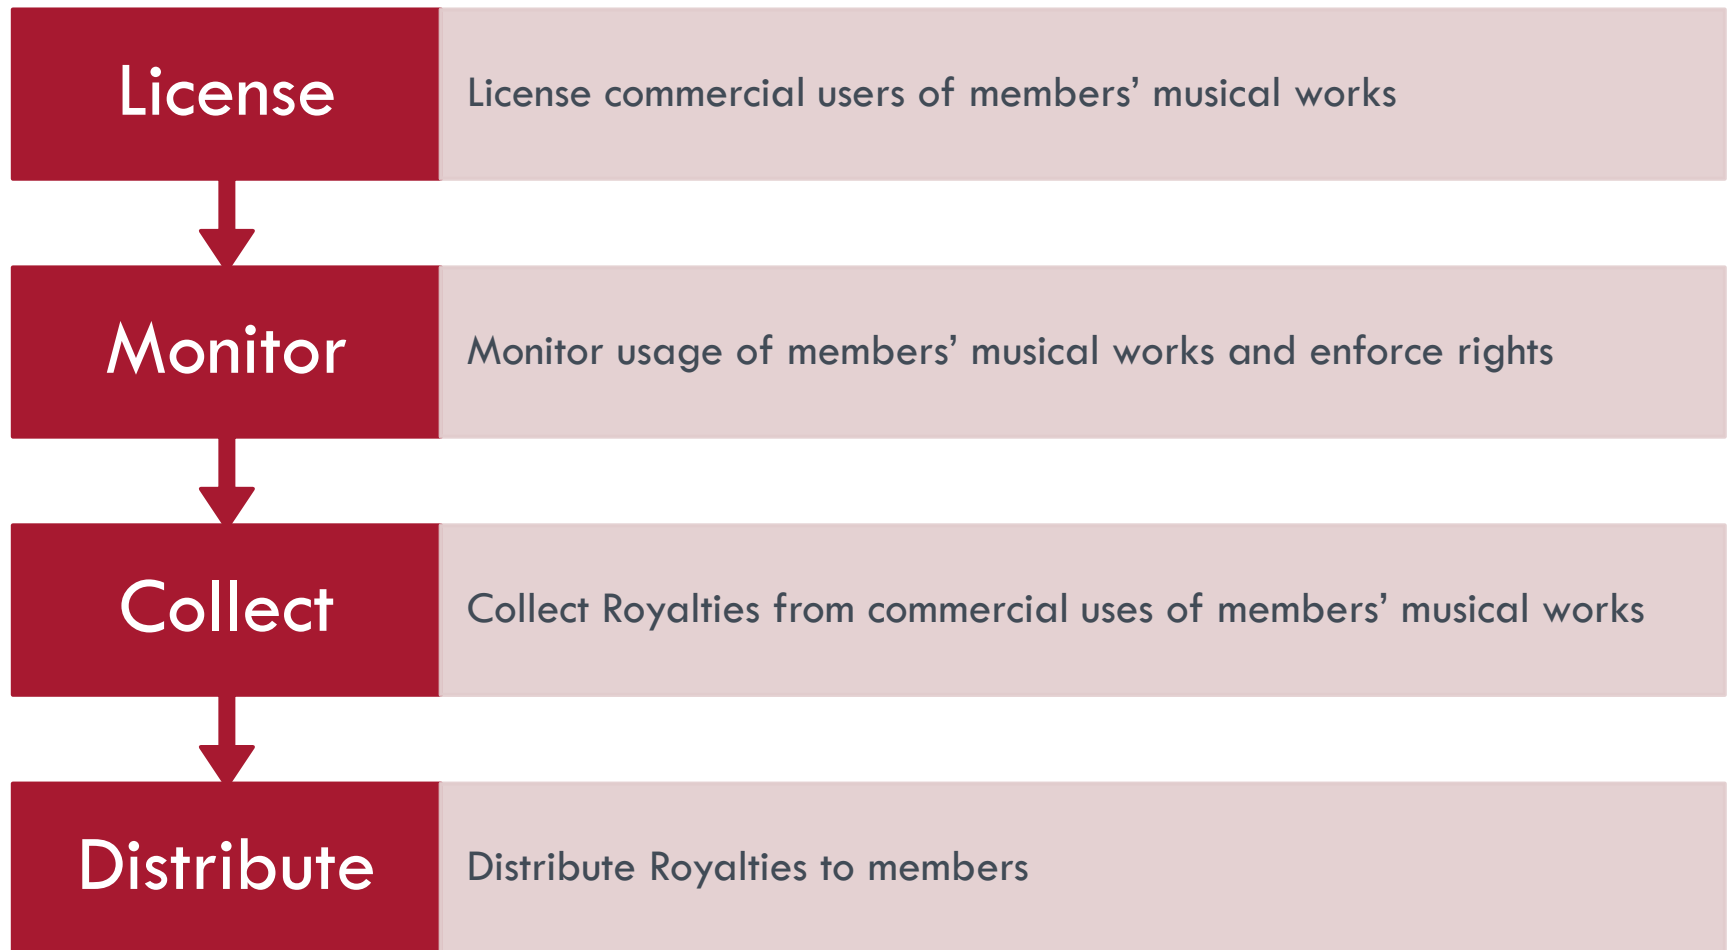 License
License commercial users of members’ musical works
Monitor
Monitor usage of members’ musical works and enforce rights
Collect
Collect Royalties from commercial uses of members’ musical works
Distribute
Distribute Royalties to members